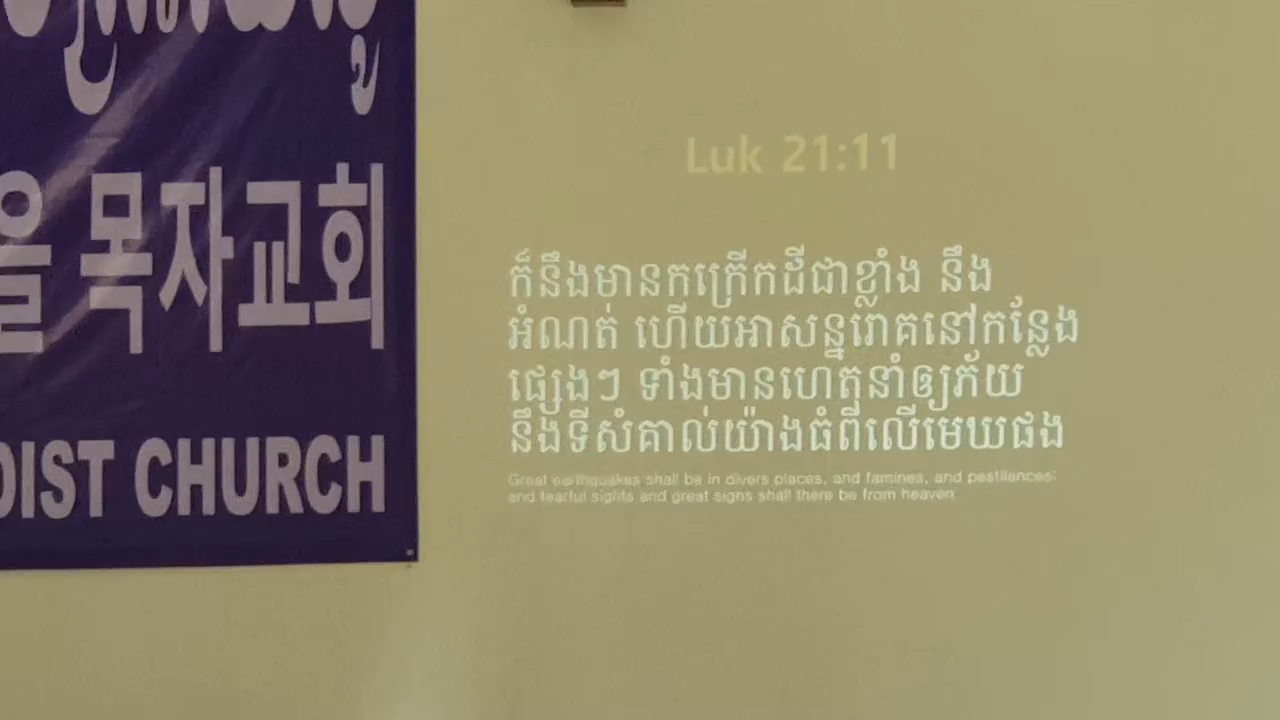 목자교회
DIST CHURCH
Luk 21:11
ក៏នឹងមានកក្រើកដីជាខ្លាំង នឹង
អំណត់ ហើយអាសន្នរោគនៅកន្លែង
ផ្សេងៗ ទាំងមានហេតុនាំឲ្យភ័យ
នឹងទីសំគាល់យ៉ាងធំពីលើមេឃផង
Great earthquakes shall be in divers places, and famines, and pestilences;
and fearful sights and great signs shall there be from heaven.